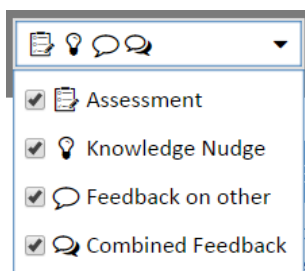 Assessment
Knowledge Nudge
Feedback on other
Combined Feedback